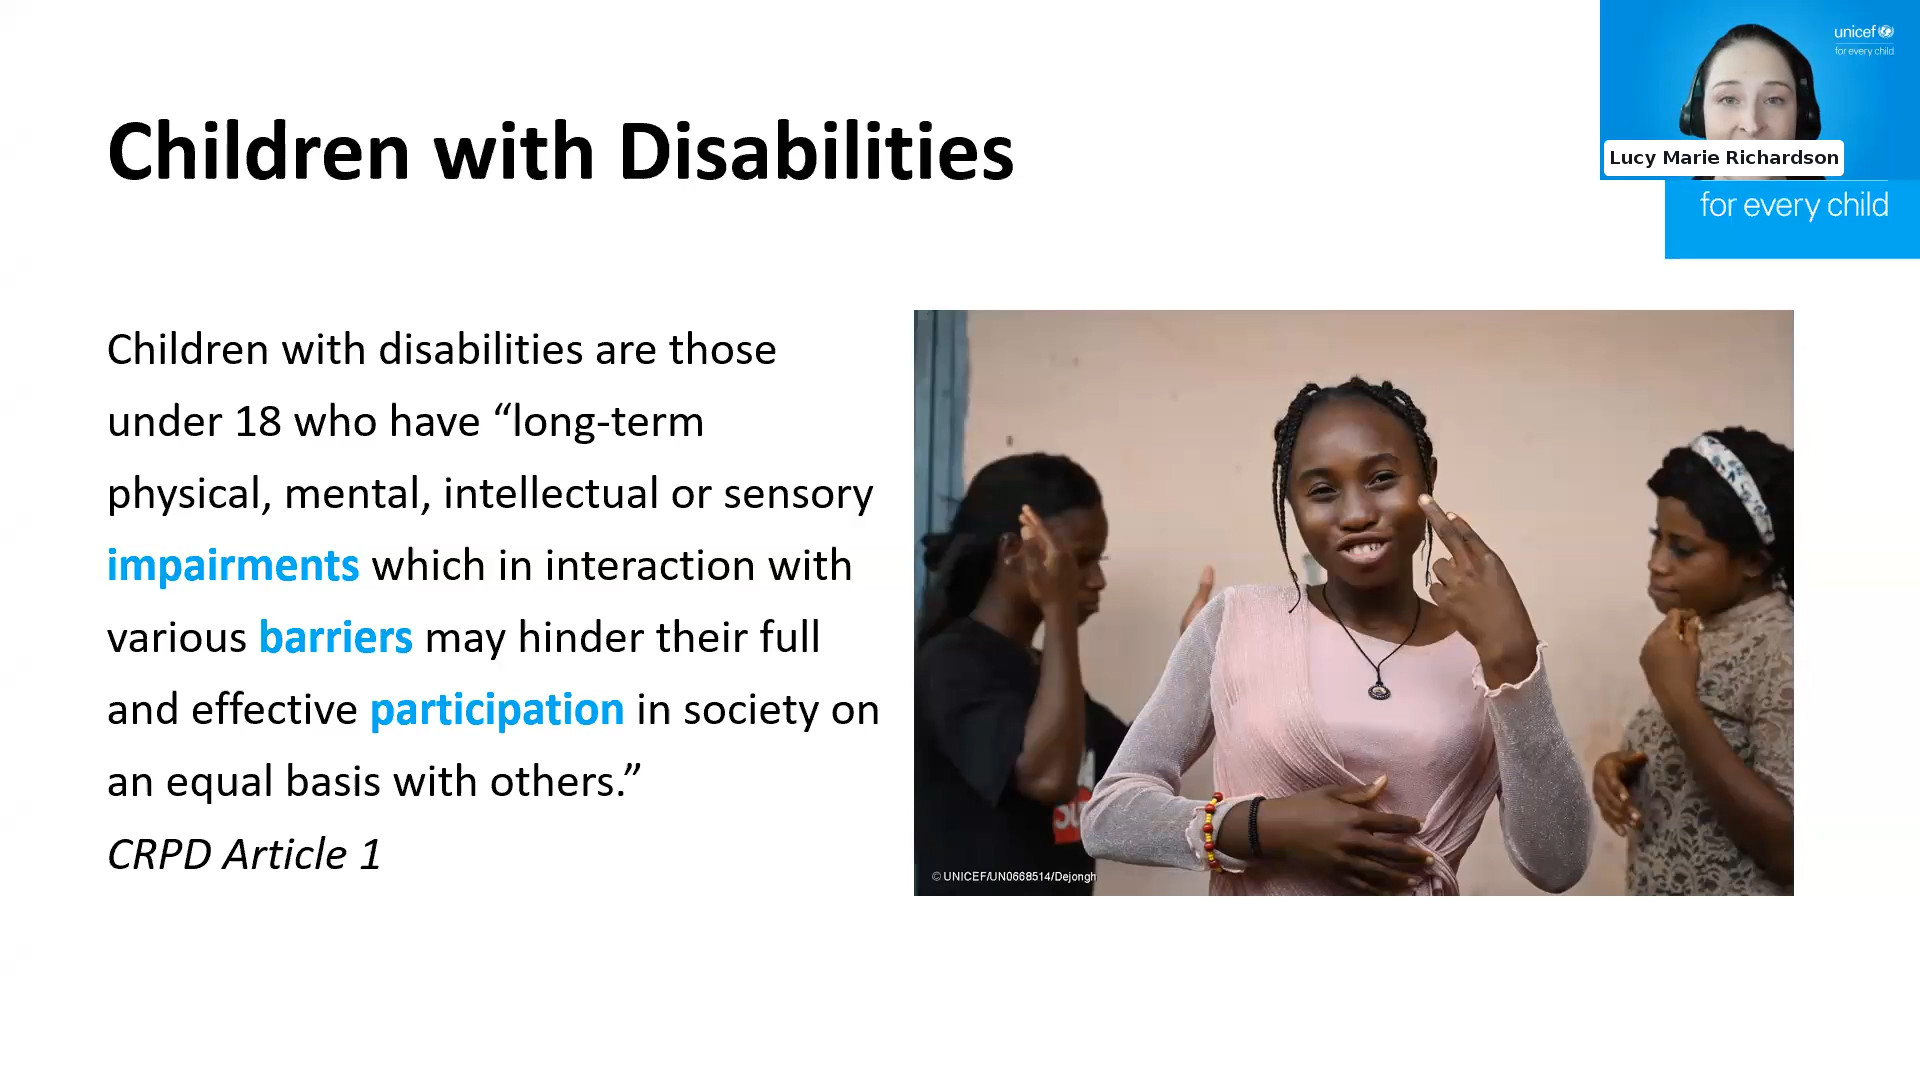 unicef
for every child
Lucy Marie Richardson
for every child
Children with Disabilities
Children with disabilities are those
under 18 who have “long-term
physical, mental, intellectual or sensory
impairments which in interaction with
various barriers may hinder their full
and effective participation in society on
an equal basis with others.”
CRPD Article 1
© UNICEF/UN0668514/Dejongh